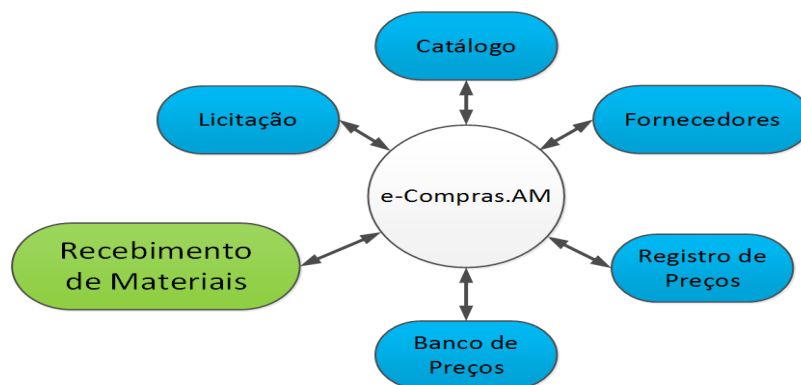 Catálogo
Licitação
Fornecedores
e-Compras.AM
Recebimento
de Materiais
Registro de
Preços
Banco de
Preços